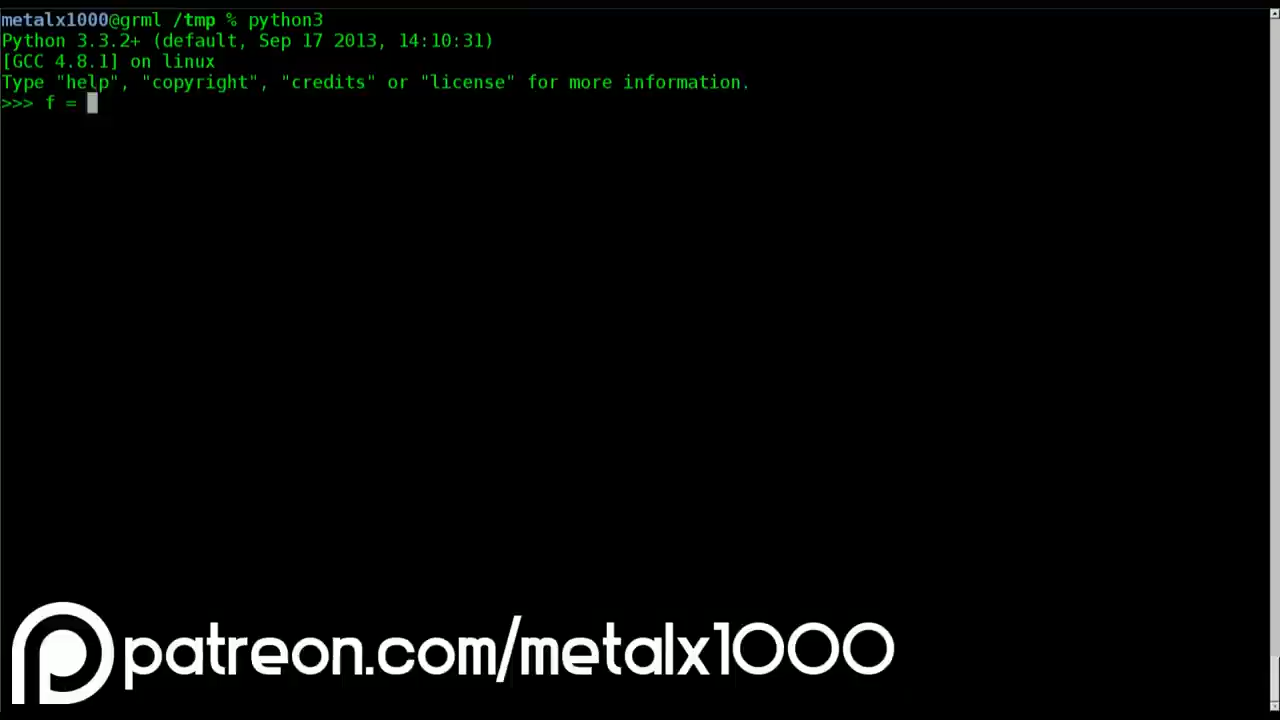 metalx1000@grml /tmp % python3
Python 3.3.2+ (default, Sep 17 2013, 14:10:31)
[GCC 4.8.1] on linux
Type "help", "copyright", "credits" or "license" for more information.
>>> f =
patreon.com/metalx1000